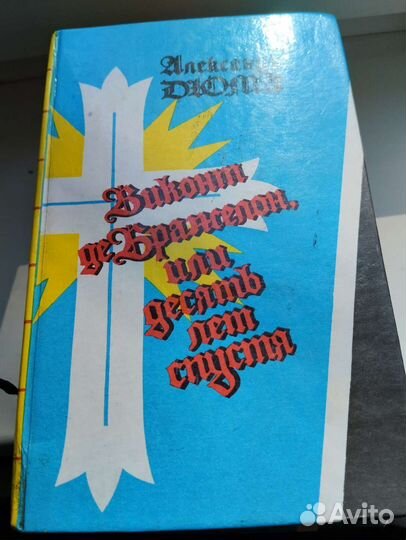 Александр
ДЮМА
Виконт
де Бражелон,
или
десять
лет
спустя
Avito